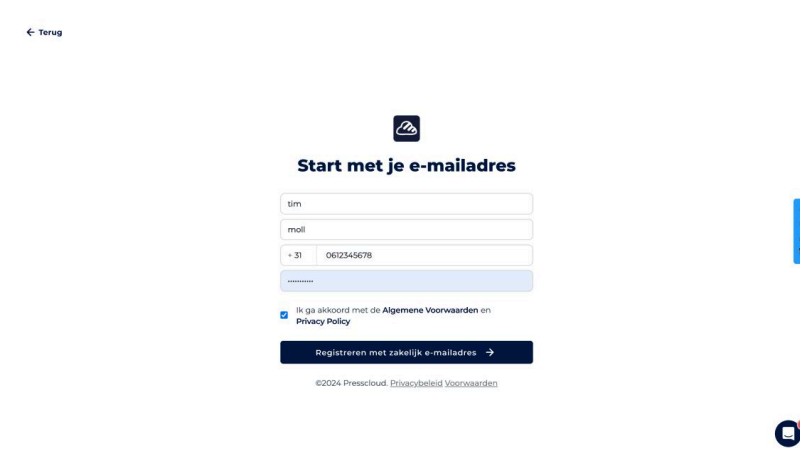 ← Terug
Start met je e-mailadres
tim
moll
+ 31 0612345678
•••••••••••
Ik ga akkoord met de Algemene Voorwaarden en
Privacy Policy
Registreren met zakelijk e-mailadres →
©2024 Presscloud. Privacybeleid Voorwaarden